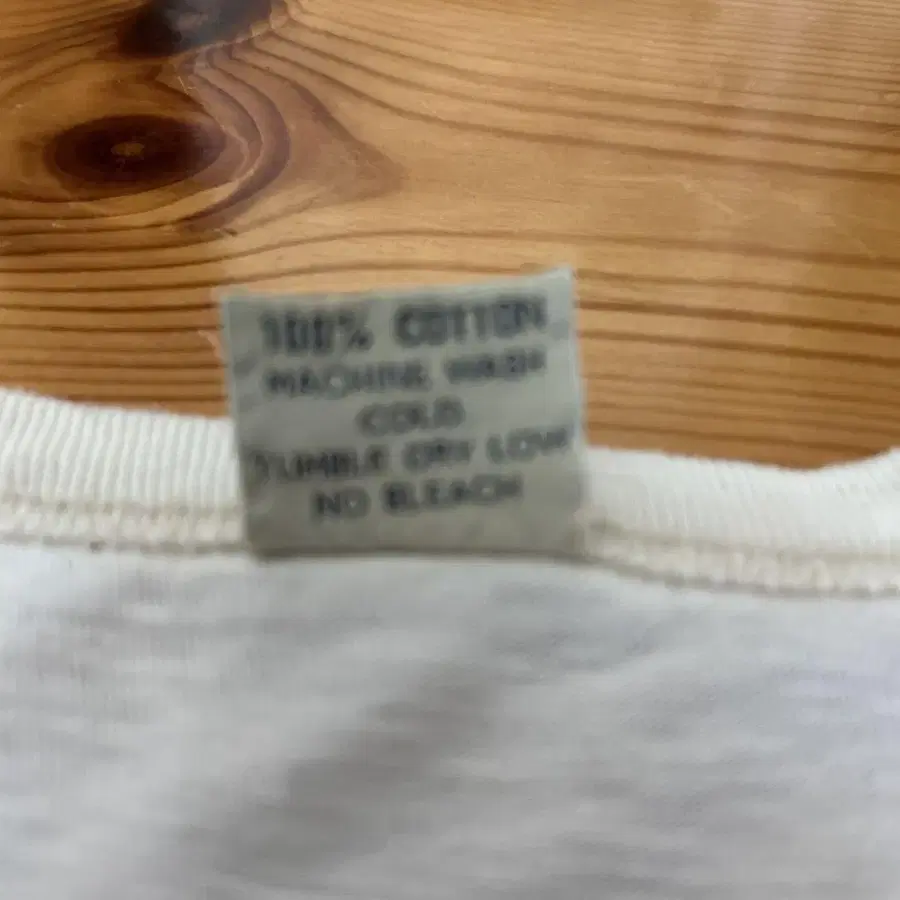 100% COTTON
MACHINE WASH
COLD
TUMBLE DRY LOW
NO BLEACH